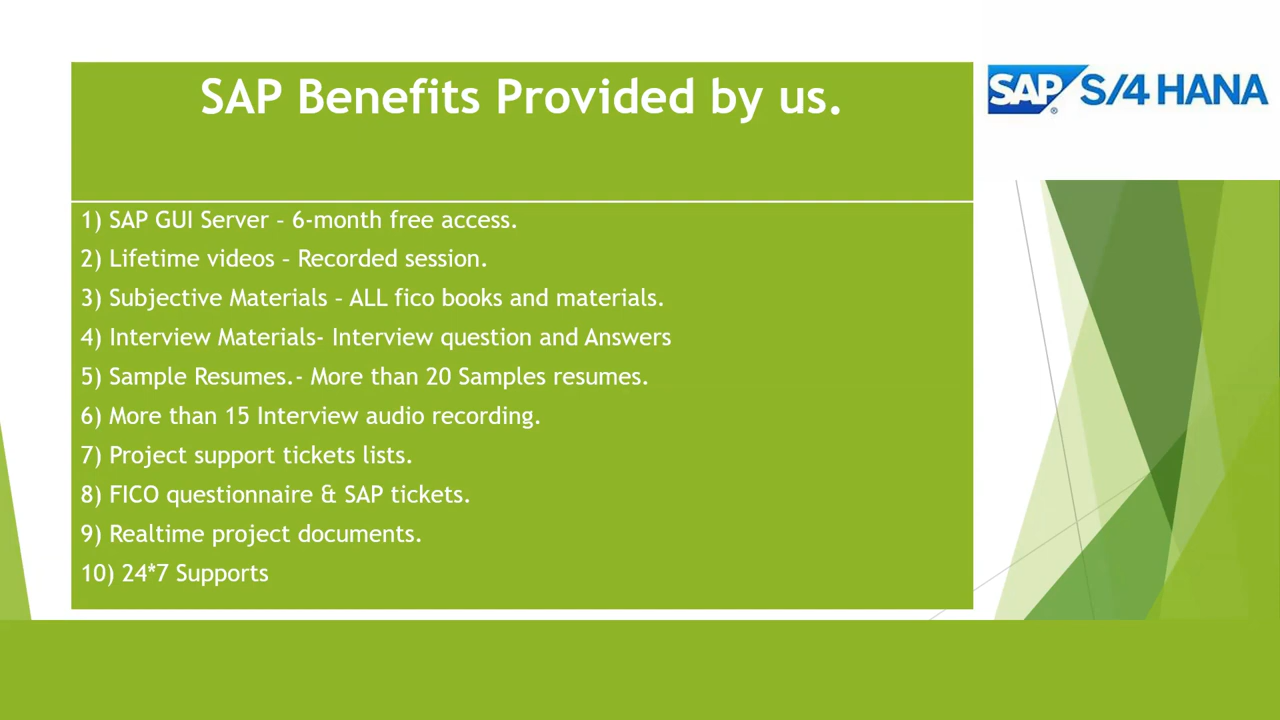 SAP Benefits Provided by us.
SAP S/4 HANA
®
1) SAP GUI Server – 6-month free access.
2) Lifetime videos – Recorded session.
3) Subjective Materials – ALL fico books and materials.
4) Interview Materials- Interview question and Answers
5) Sample Resumes.- More than 20 Samples resumes.
6) More than 15 Interview audio recording.
7) Project support tickets lists.
8) FICO questionnaire & SAP tickets.
9) Realtime project documents.
10) 24*7 Supports